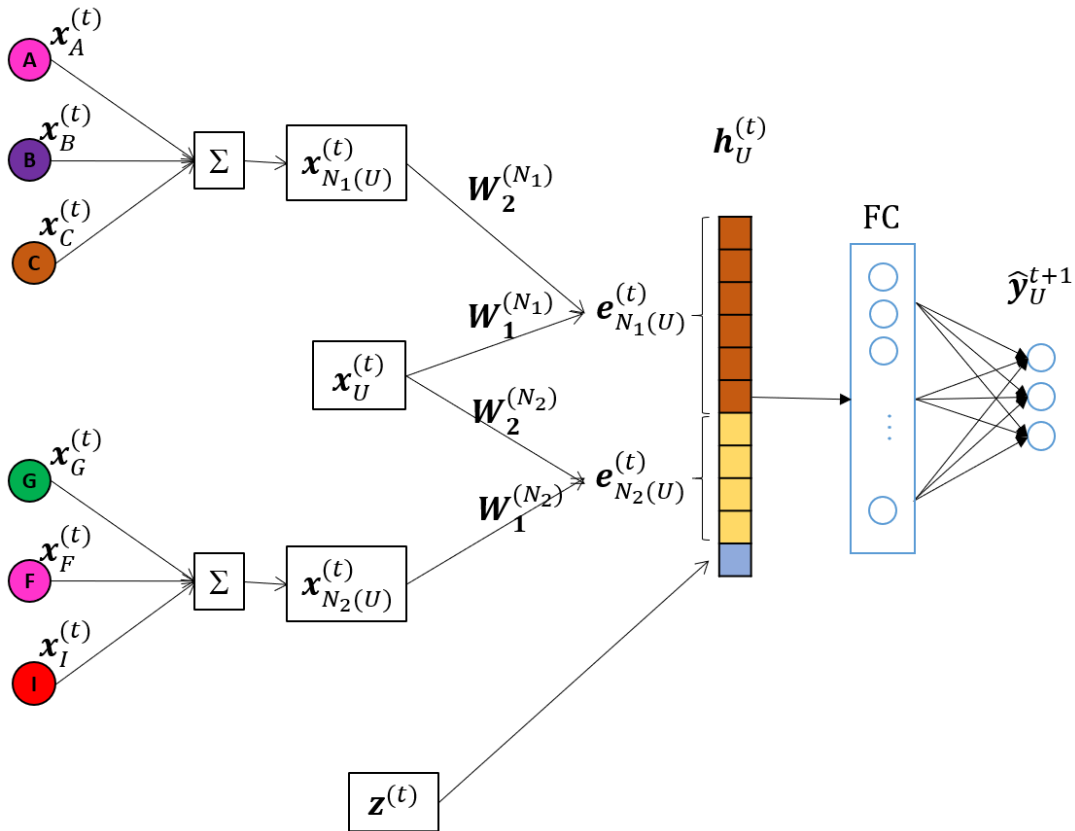 A x_A^(t)
B x_B^(t)
C x_C^(t)
Σ
x_{N_1(U)}^(t)
W_2^(N_1)
W_1^(N_1)
x_U^(t)
W_2^(N_2)
W_1^(N_2)
G x_G^(t)
F x_F^(t)
I x_I^(t)
Σ
x_{N_2(U)}^(t)
z^(t)
e_{N_1(U)}^(t)
e_{N_2(U)}^(t)
h_U^(t)
FC
...
ŷ_U^{t+1}